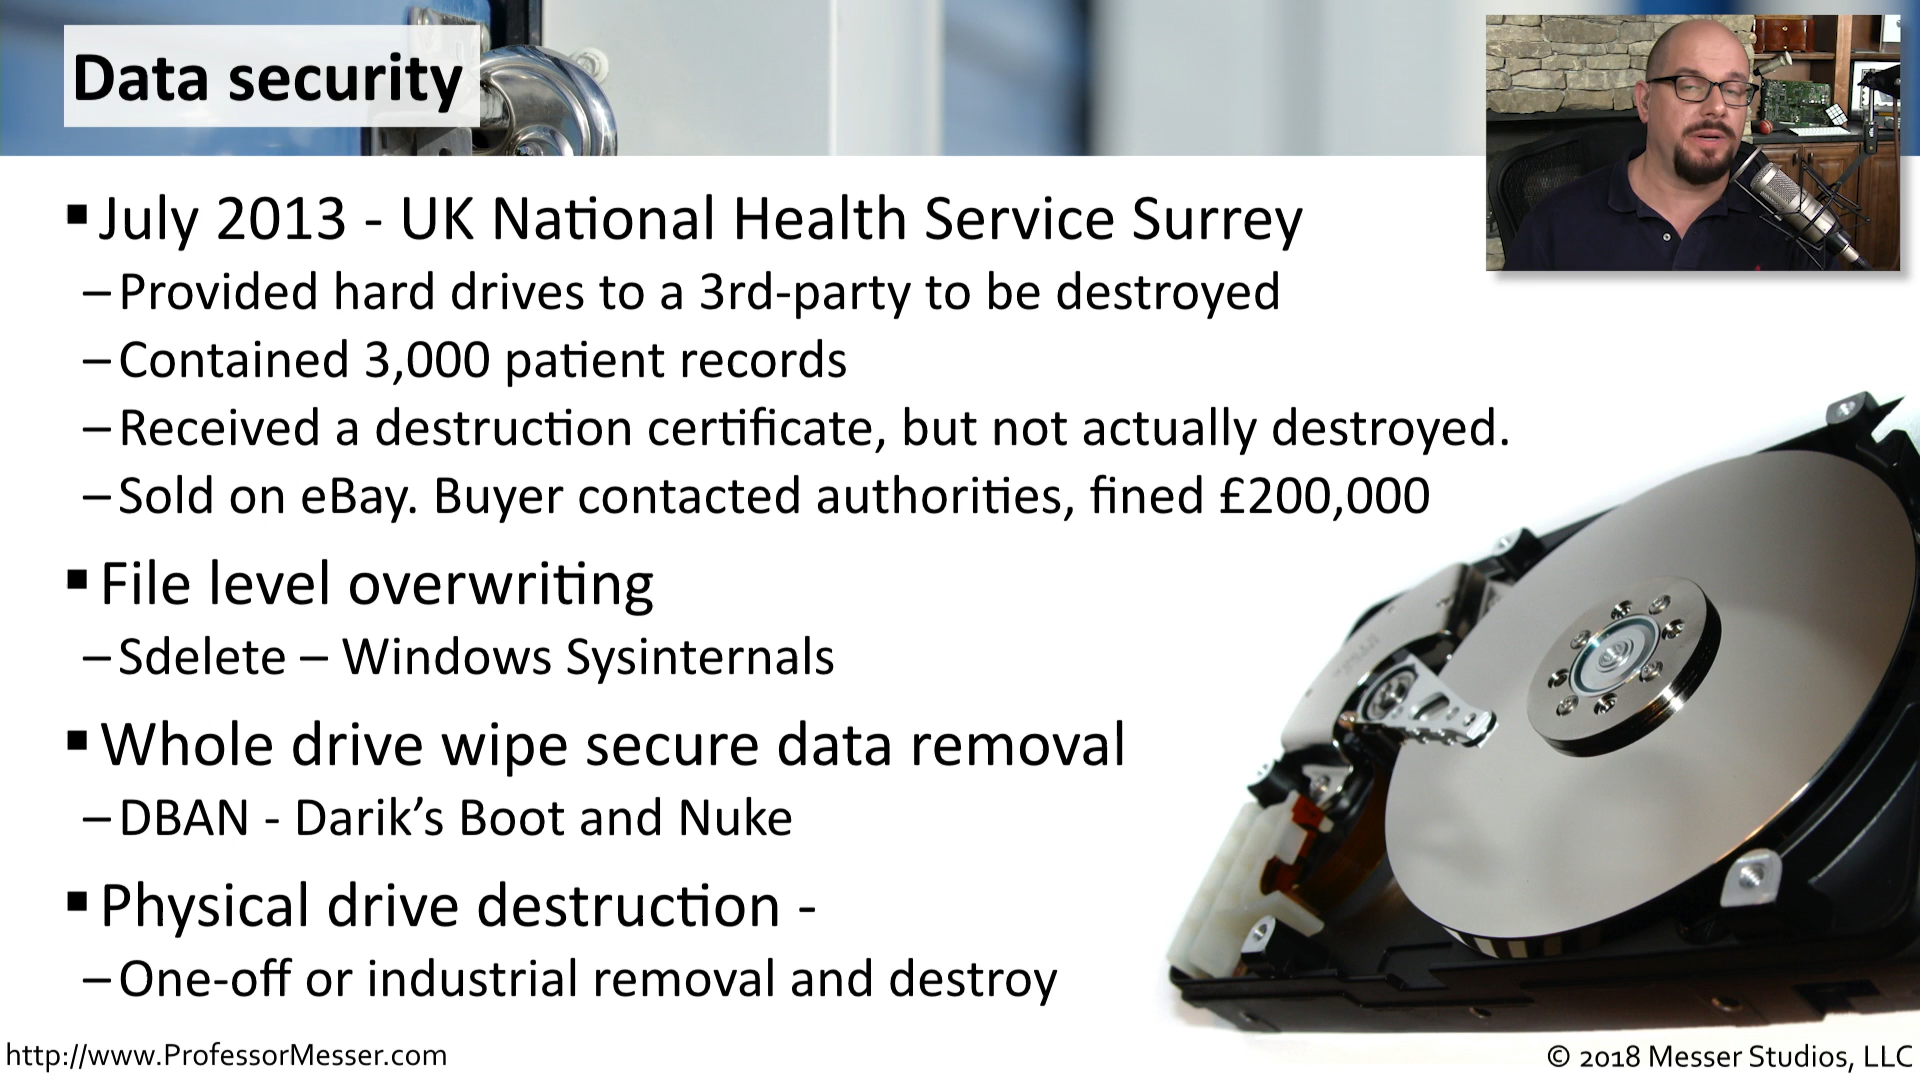 Data security
▪ July 2013 - UK National Health Service Surrey
– Provided hard drives to a 3rd-party to be destroyed
– Contained 3,000 patient records
– Received a destruction certificate, but not actually destroyed.
– Sold on eBay. Buyer contacted authorities, fined £200,000
▪ File level overwriting
– Sdelete – Windows Sysinternals
▪ Whole drive wipe secure data removal
– DBAN - Darik’s Boot and Nuke
▪ Physical drive destruction -
– One-off or industrial removal and destroy
http://www.ProfessorMesser.com
© 2018 Messer Studios, LLC